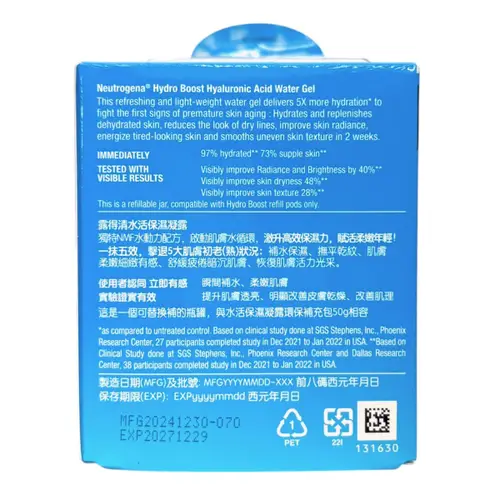 Neutrogena® Hydro Boost Hyaluronic Acid Water Gel
This refreshing and light-weight water gel delivers 5X more hydration* to
fight the first signs of premature skin aging : Hydrates and replenishes
dehydrated skin, reduces the look of dry lines, improve skin radiance,
energize tired-looking skin and smooths uneven skin texture in 2 weeks.
IMMEDIATELY 97% hydrated** 73% supple skin**
TESTED WITH Visibly improve Radiance and Brightness by 40%**
VISIBLE RESULTS Visibly improve skin dryness 48%**
Visibly improve skin texture 28%**
This is a refillable jar, compatible with Hydro Boost refill pods only.
露得清水活保濕凝露
獨特NMF水動力配方、啟動肌膚水循環，激升高效保濕力，賦活柔嫩年輕!
一抹五效，擊退5大肌膚初老(熟)狀況：補水保濕、撫平乾紋、肌膚
柔嫩細緻有感、舒緩疲倦暗沉肌膚、恢復肌膚活力光采。
使用者認同 立即有感 瞬間補水、柔嫩肌膚
實驗證實有效 提升肌膚透亮、明顯改善皮膚乾燥、改善肌理
這是一個可替換補的瓶罐，與水活保濕凝露環保補充包50g相容
*as compared to untreated control. Based on clinical study done at SGS Stephens, Inc., Phoenix
Research Center, 27 participants completed study in Dec 2021 to Jan 2022 in USA. **Based on
Clinical Study done at SGS Stephens, Inc., Phoenix Research Center and Dallas Research
Center, 38 participants completed study in Dec 2021 to Jan 2022 in USA.
製造日期(MFG)及批號: MFGYYYYMMDD-XXX 前八碼西元年月日
保存期限(EXP): EXPyyyymmdd 西元年月日
MFG20241230-070
EXP20271229
1
PET
22I
131630